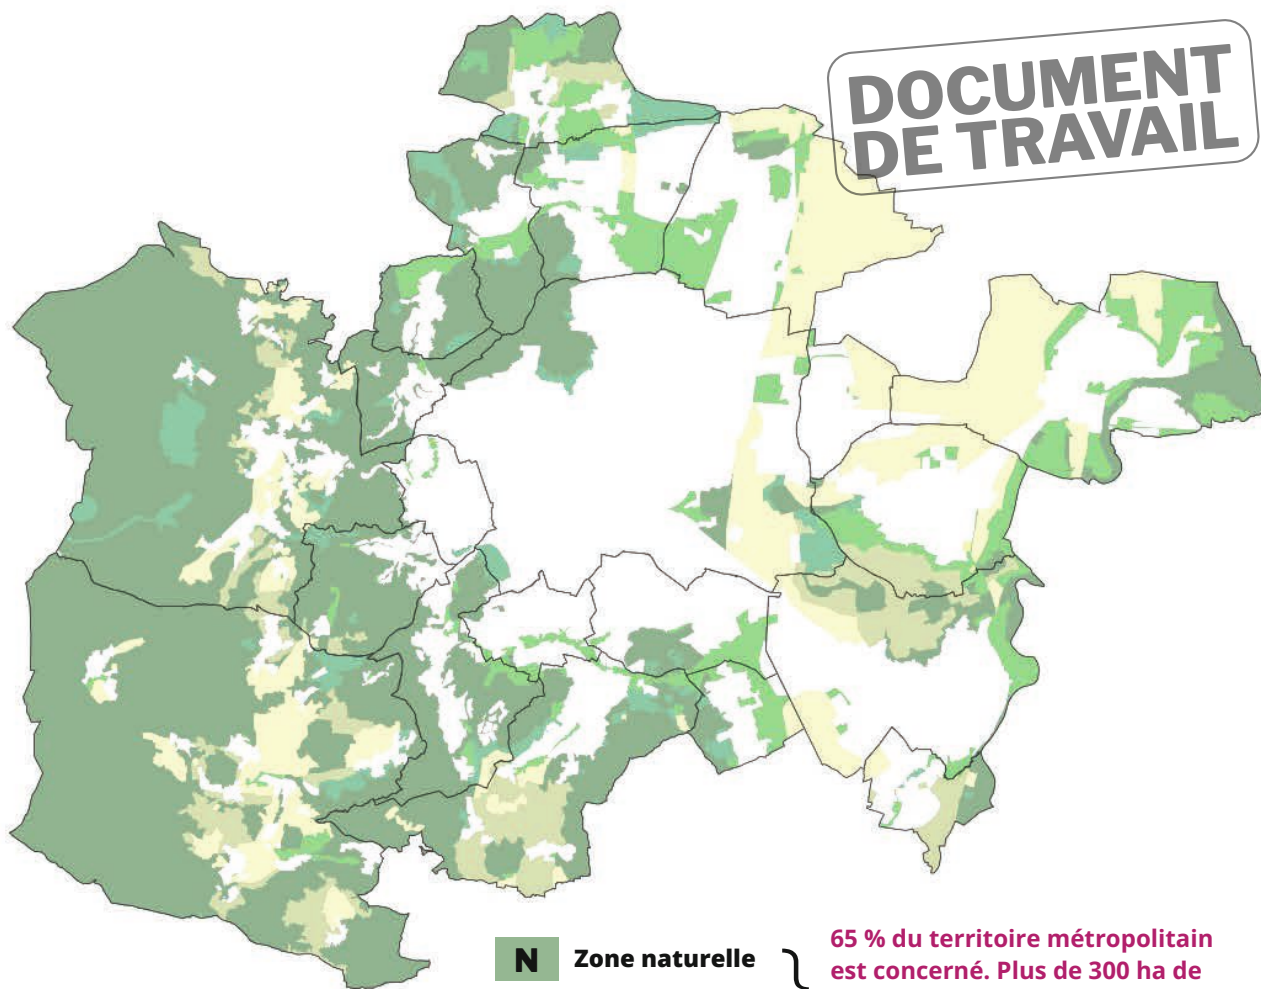 DOCUMENT
DE TRAVAIL
N Zone naturelle
65 % du territoire métropolitain
est concerné. Plus de 300 ha de